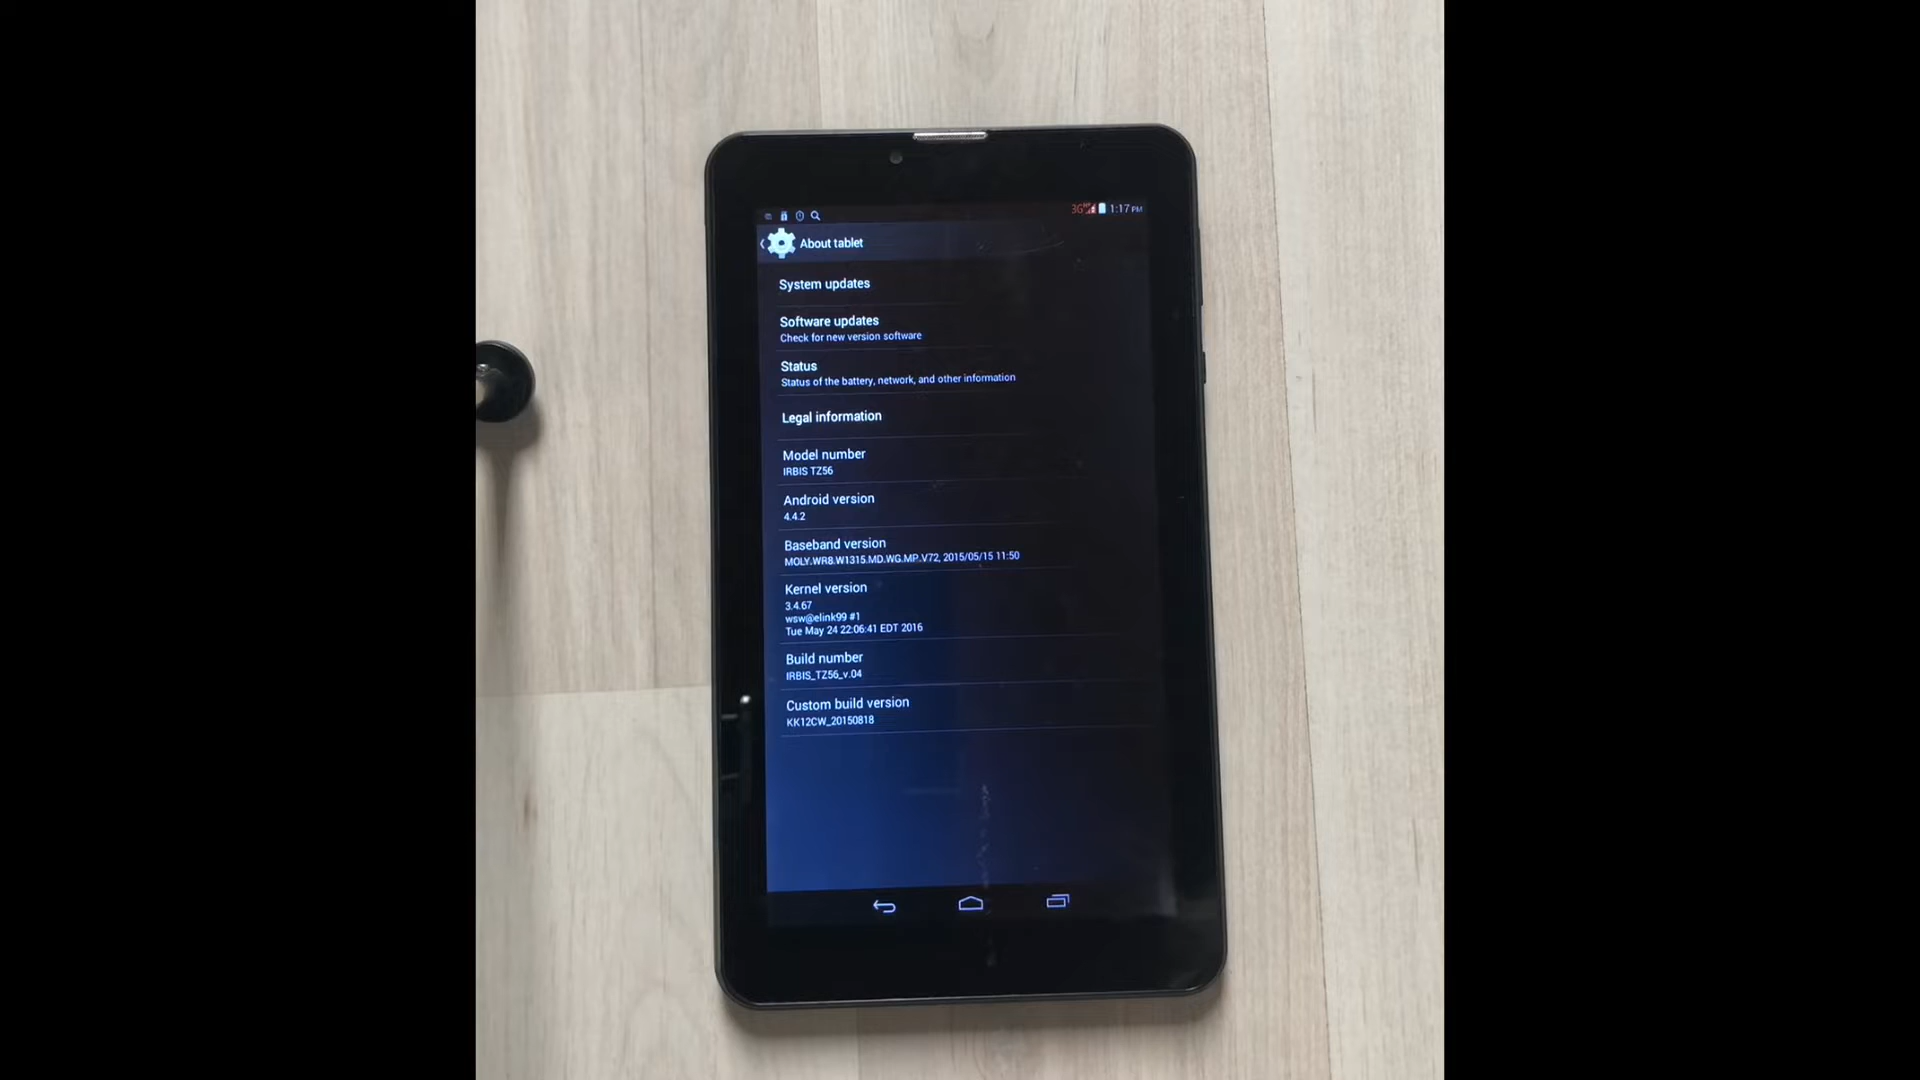 3G 1:17 PM
About tablet
System updates
Software updates
Check for new version software
Status
Status of the battery, network, and other information
Legal information
Model number
IRBIS TZ56
Android version
4.4.2
Baseband version
MOLY.WR8.W1315.MD.WG.MP.V72, 2015/05/15 11:50
Kernel version
3.4.67
wsw@elink99 #1
Tue May 24 22:06:41 EDT 2016
Build number
IRBIS_TZ56_v.04
Custom build version
KK12CW_20150818